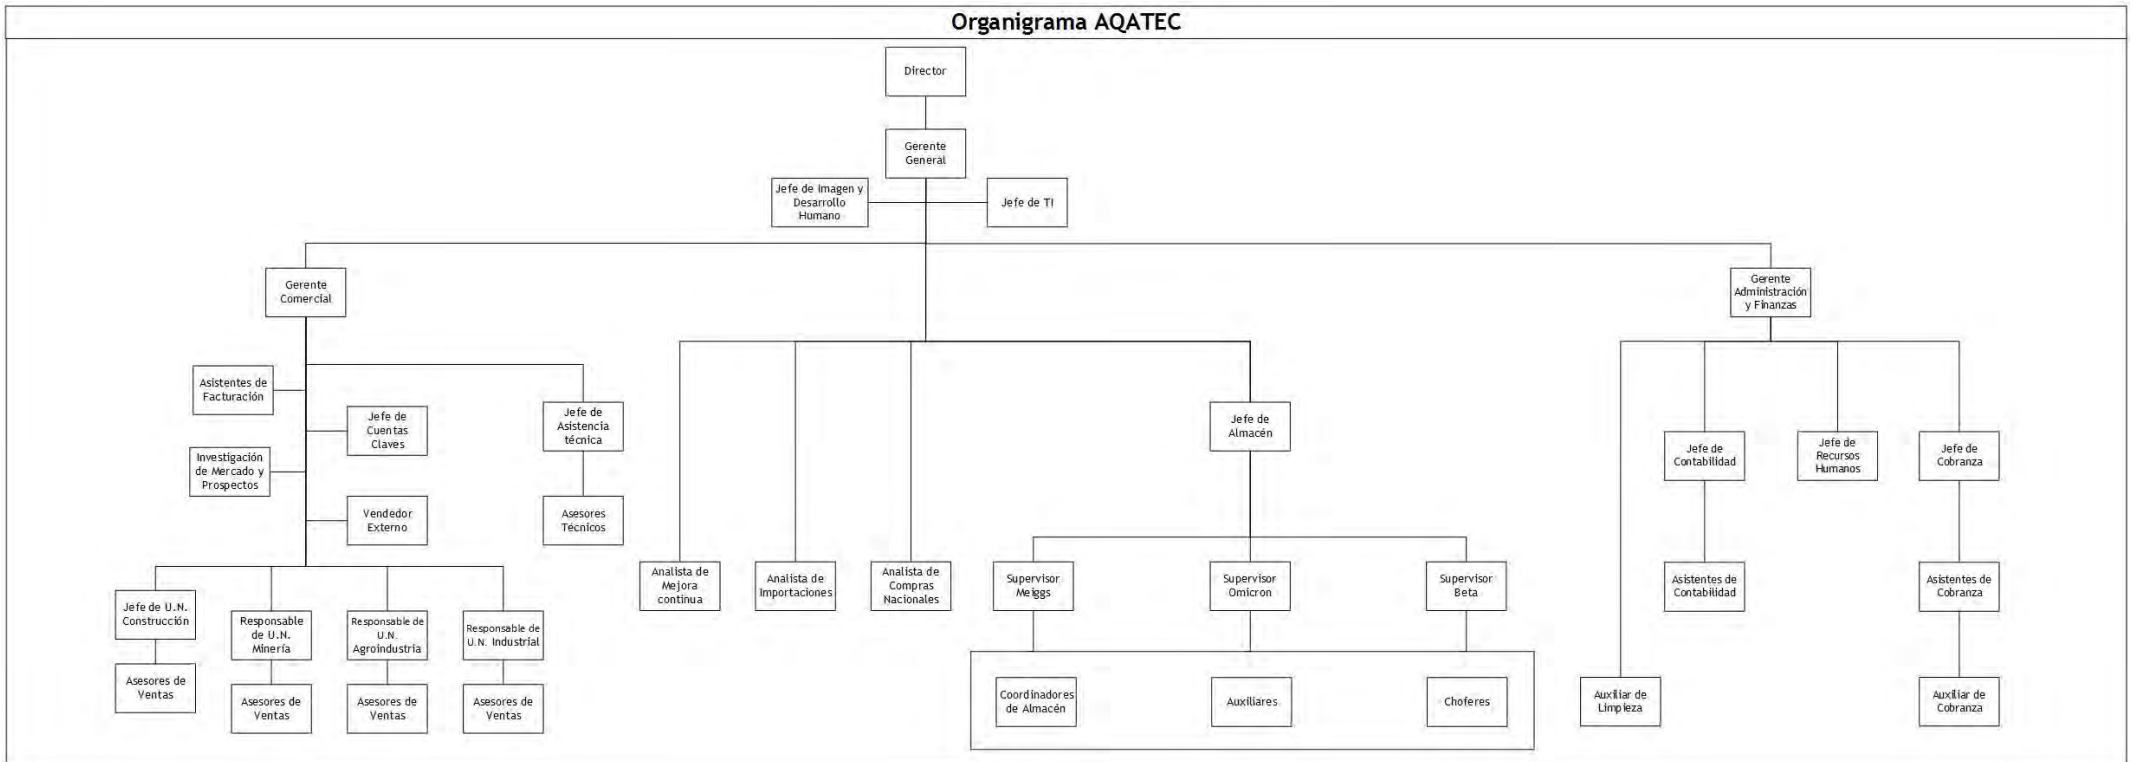 Organigrama AQATEC
Director
Gerente
General
Jefe de Imagen y
Desarrollo
Humano
Jefe de TI
Gerente
Comercial
Gerente
Administración
y Finanzas
Asistentes de
Facturación
Jefe de
Cuentas
Claves
Jefe de
Asistencia
técnica
Jefe de
Almacén
Jefe de
Contabilidad
Jefe de
Recursos
Humanos
Jefe de
Cobranza
Investigación
de Mercado y
Prospectos
Vendedor
Externo
Asesores
Técnicos
Analista de
Mejora
continua
Analista de
Importaciones
Analista de
Compras
Nacionales
Supervisor
Meiggs
Supervisor
Omicron
Supervisor
Beta
Asistentes de
Contabilidad
Asistentes de
Cobranza
Jefe de U.N.
Construcción
Responsable
de U.N.
Minería
Responsable de
U.N.
Agroindustria
Responsable de
U.N. Industrial
Asesores de
Ventas
Asesores de
Ventas
Asesores de
Ventas
Asesores de
Ventas
Coordinadores
de Almacén
Auxiliares
Choferes
Auxiliar de
Limpieza
Auxiliar de
Cobranza